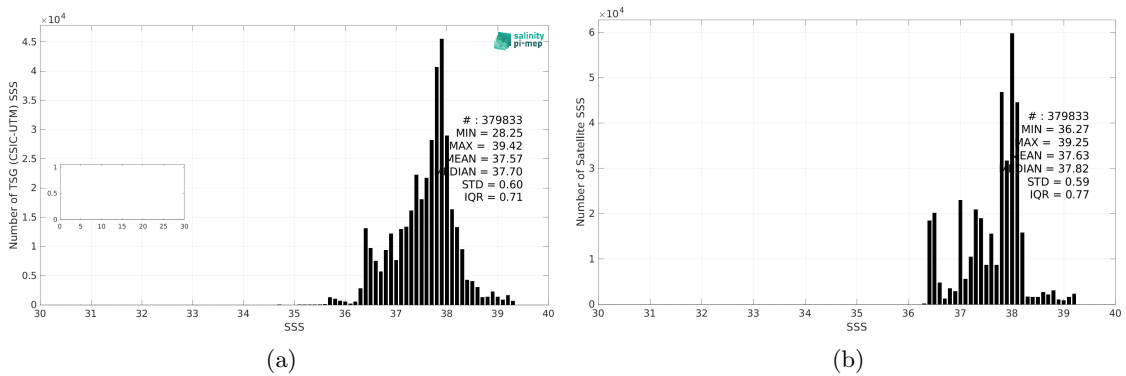 ×10⁴
4.5
4
3.5
3
2.5
2
1.5
1
0.5
0
30 31 32 33 34 35 36 37 38 39 40
SSS
Number of TSG (CSIC-UTM) SSS
salinity
pi-mep
# : 379833
MIN = 28.25
MAX = 39.42
MEAN = 37.57
MEDIAN = 37.70
STD = 0.60
IQR = 0.71
1
0.5
0
0 5 10 15 20 25 30
(a)
×10⁴
6
5
4
3
2
1
0
30 31 32 33 34 35 36 37 38 39 40
SSS
Number of Satellite SSS
# : 379833
MIN = 36.27
MAX = 39.25
MEAN = 37.63
MEDIAN = 37.82
STD = 0.59
IQR = 0.77
(b)